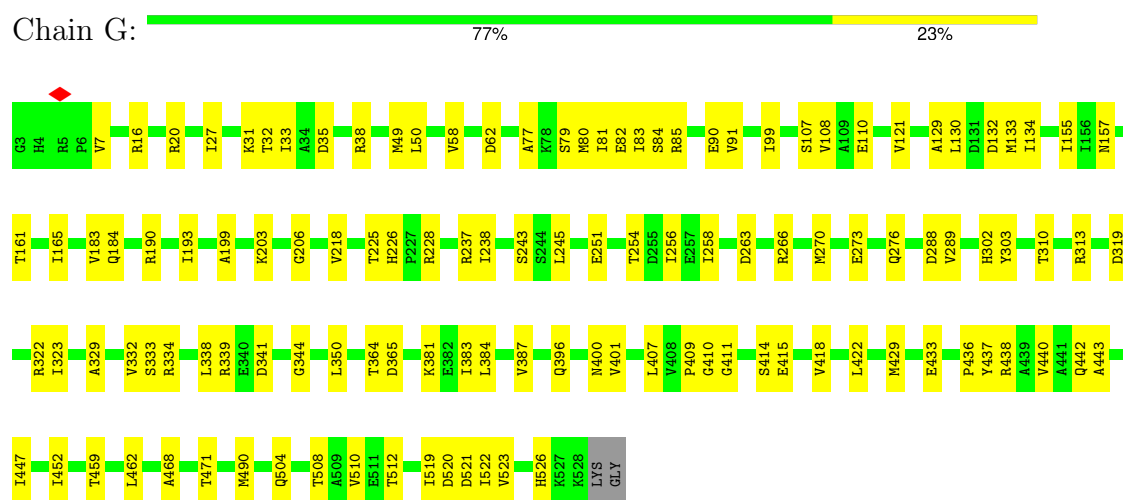 Chain G:
77% 23%
G3 H4 R5 P6 V7 R16 R20 I27 K31 T32 I33 A34 D35 R38 M49 L50 V58 D62 A77 K78 S79 M80 I81 E82 I83 S84 R85 E90 V91 I99 S107 V108 A109 E110 V121 A129 L130 D131 D132 M133 I134 I155 I156 N157
T161 I165 V183 Q184 R190 I193 A199 K203 G206 V218 T225 H226 P227 R228 R237 I238 S243 S244 L245 E251 T254 D255 I256 E257 I258 D263 R266 M270 E273 Q276 D288 V289 H302 Y303 T310 R313 D319
R322 I323 A329 V332 S333 R334 L338 R339 E340 D341 G344 L350 T364 D365 K381 E382 I383 L384 V387 Q396 N400 V401 L407 V408 P409 G410 G411 S414 E415 V418 L422 M429 E433 P436 Y437 R438 A439 V440 A441 Q442 A443
I447 I452 T459 L462 A468 T471 M490 Q504 T508 A509 V510 E511 T512 I519 D520 D521 I522 V523 H526 K527 K528 LYS GLY